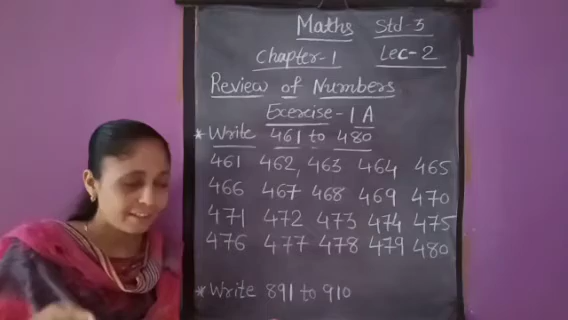 Maths Std-3
Chapter-1 Lec-2
Review of Numbers
Exercise-1A
* Write 461 to 480
461 462, 463 464 465
466 467 468 469 470
471 472 473 474 475
476 477 478 479 480
* Write 891 to 910